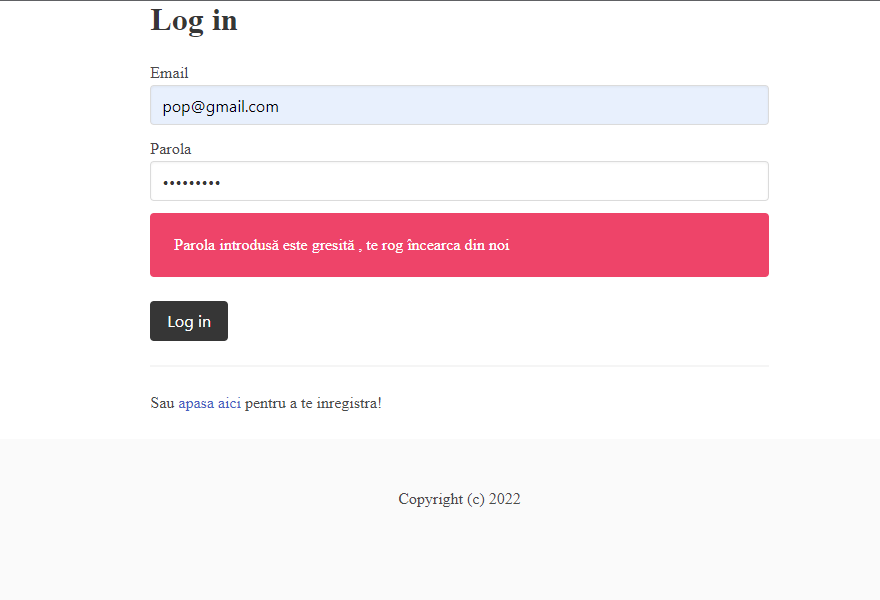 Log in
Email
pop@gmail.com
Parola
•••••••••
Parola introdusă este gresită , te rog încearca din noi
Log in
Sau apasa aici pentru a te inregistra!
Copyright (c) 2022